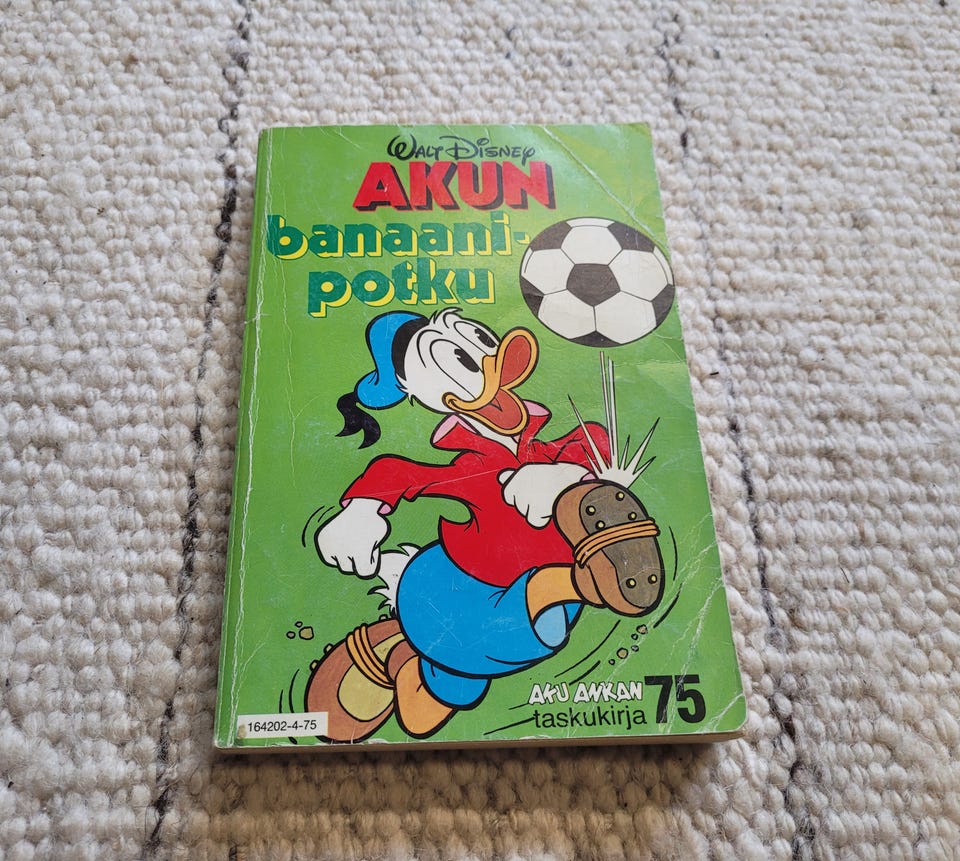 WALT DISNEY
AKUN
banaani-
potku
AKU ANKAN
taskukirja 75
164202-4-75